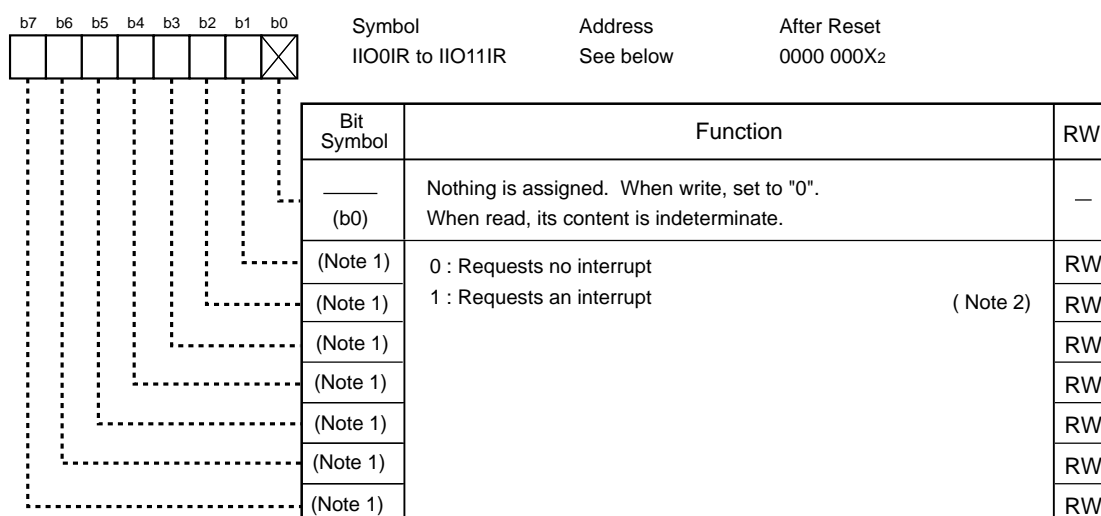 b7 b6 b5 b4 b3 b2 b1 b0
Symbol Address After Reset
IIO0IR to IIO11IR See below 0000 000X2
Bit Symbol Function RW
Nothing is assigned. When write, set to "0".
(b0) When read, its content is indeterminate. —
(Note 1) 0 : Requests no interrupt RW
(Note 1) 1 : Requests an interrupt ( Note 2) RW
(Note 1) RW
(Note 1) RW
(Note 1) RW
(Note 1) RW
(Note 1) RW